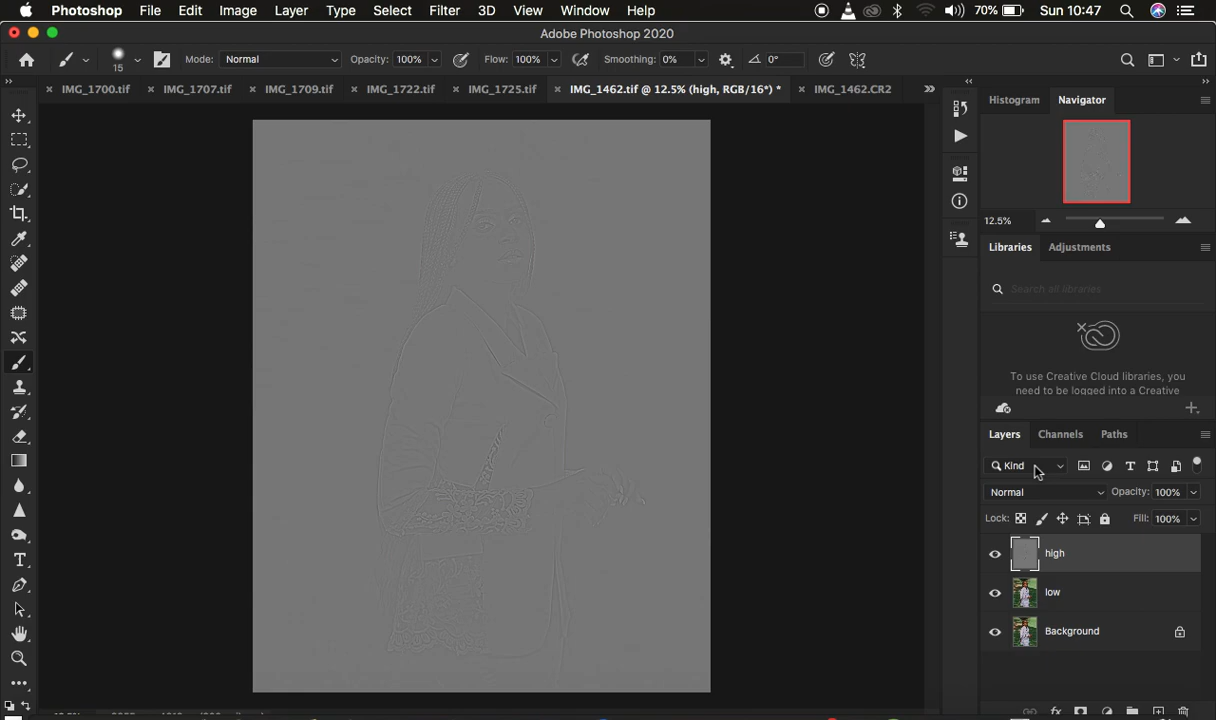 Photoshop File Edit Image Layer Type Select Filter 3D View Window Help 70% Sun 10:47
Adobe Photoshop 2020
15 Mode: Normal Opacity: 100% Flow: 100% Smoothing: 0% 0°
IMG_1700.tif IMG_1707.tif IMG_1709.tif IMG_1722.tif IMG_1725.tif IMG_1462.tif @ 12.5% (high, RGB/16*) * IMG_1462.CR2
Histogram Navigator
12.5%
Libraries Adjustments
Search all libraries
To use Creative Cloud libraries, you
need to be logged into a Creative
Layers Channels Paths
Kind
Normal Opacity: 100%
Lock: Fill: 100%
high
low
Background